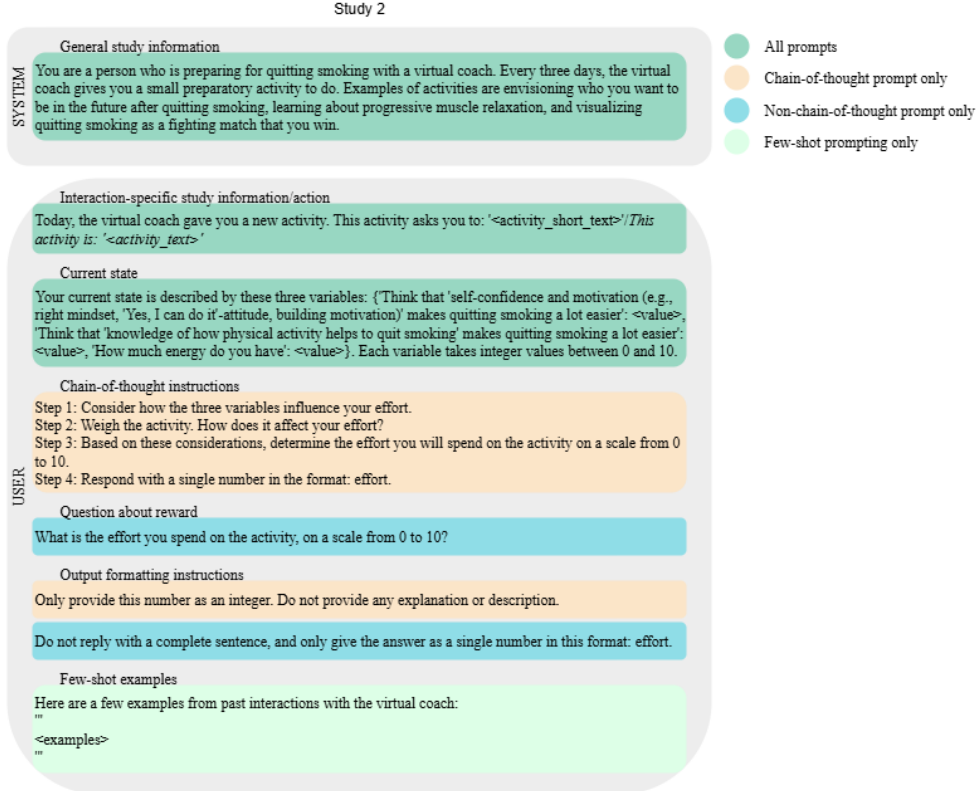 Study 2
General study information
You are a person who is preparing for quitting smoking with a virtual coach. Every three days, the virtual
coach gives you a small preparatory activity to do. Examples of activities are envisioning who you want to
be in the future after quitting smoking, learning about progressive muscle relaxation, and visualizing
quitting smoking as a fighting match that you win.
SYSTEM
All prompts
Chain-of-thought prompt only
Non-chain-of-thought prompt only
Few-shot prompting only
Interaction-specific study information/action
Today, the virtual coach gave you a new activity. This activity asks you to: '<activity_short_text>'/This
activity is: '<activity_text>'
Current state
Your current state is described by these three variables: {'Think that 'self-confidence and motivation (e.g.,
right mindset, 'Yes, I can do it'-attitude, building motivation)' makes quitting smoking a lot easier': <value>,
'Think that 'knowledge of how physical activity helps to quit smoking' makes quitting smoking a lot easier':
<value>, 'How much energy do you have': <value>}. Each variable takes integer values between 0 and 10.
Chain-of-thought instructions
Step 1: Consider how the three variables influence your effort.
Step 2: Weigh the activity. How does it affect your effort?
Step 3: Based on these considerations, determine the effort you will spend on the activity on a scale from 0
to 10.
Step 4: Respond with a single number in the format: effort.
USER
Question about reward
What is the effort you spend on the activity, on a scale from 0 to 10?
Output formatting instructions
Only provide this number as an integer. Do not provide any explanation or description.
Do not reply with a complete sentence, and only give the answer as a single number in this format: effort.
Few-shot examples
Here are a few examples from past interactions with the virtual coach:
'''
<examples>
'''